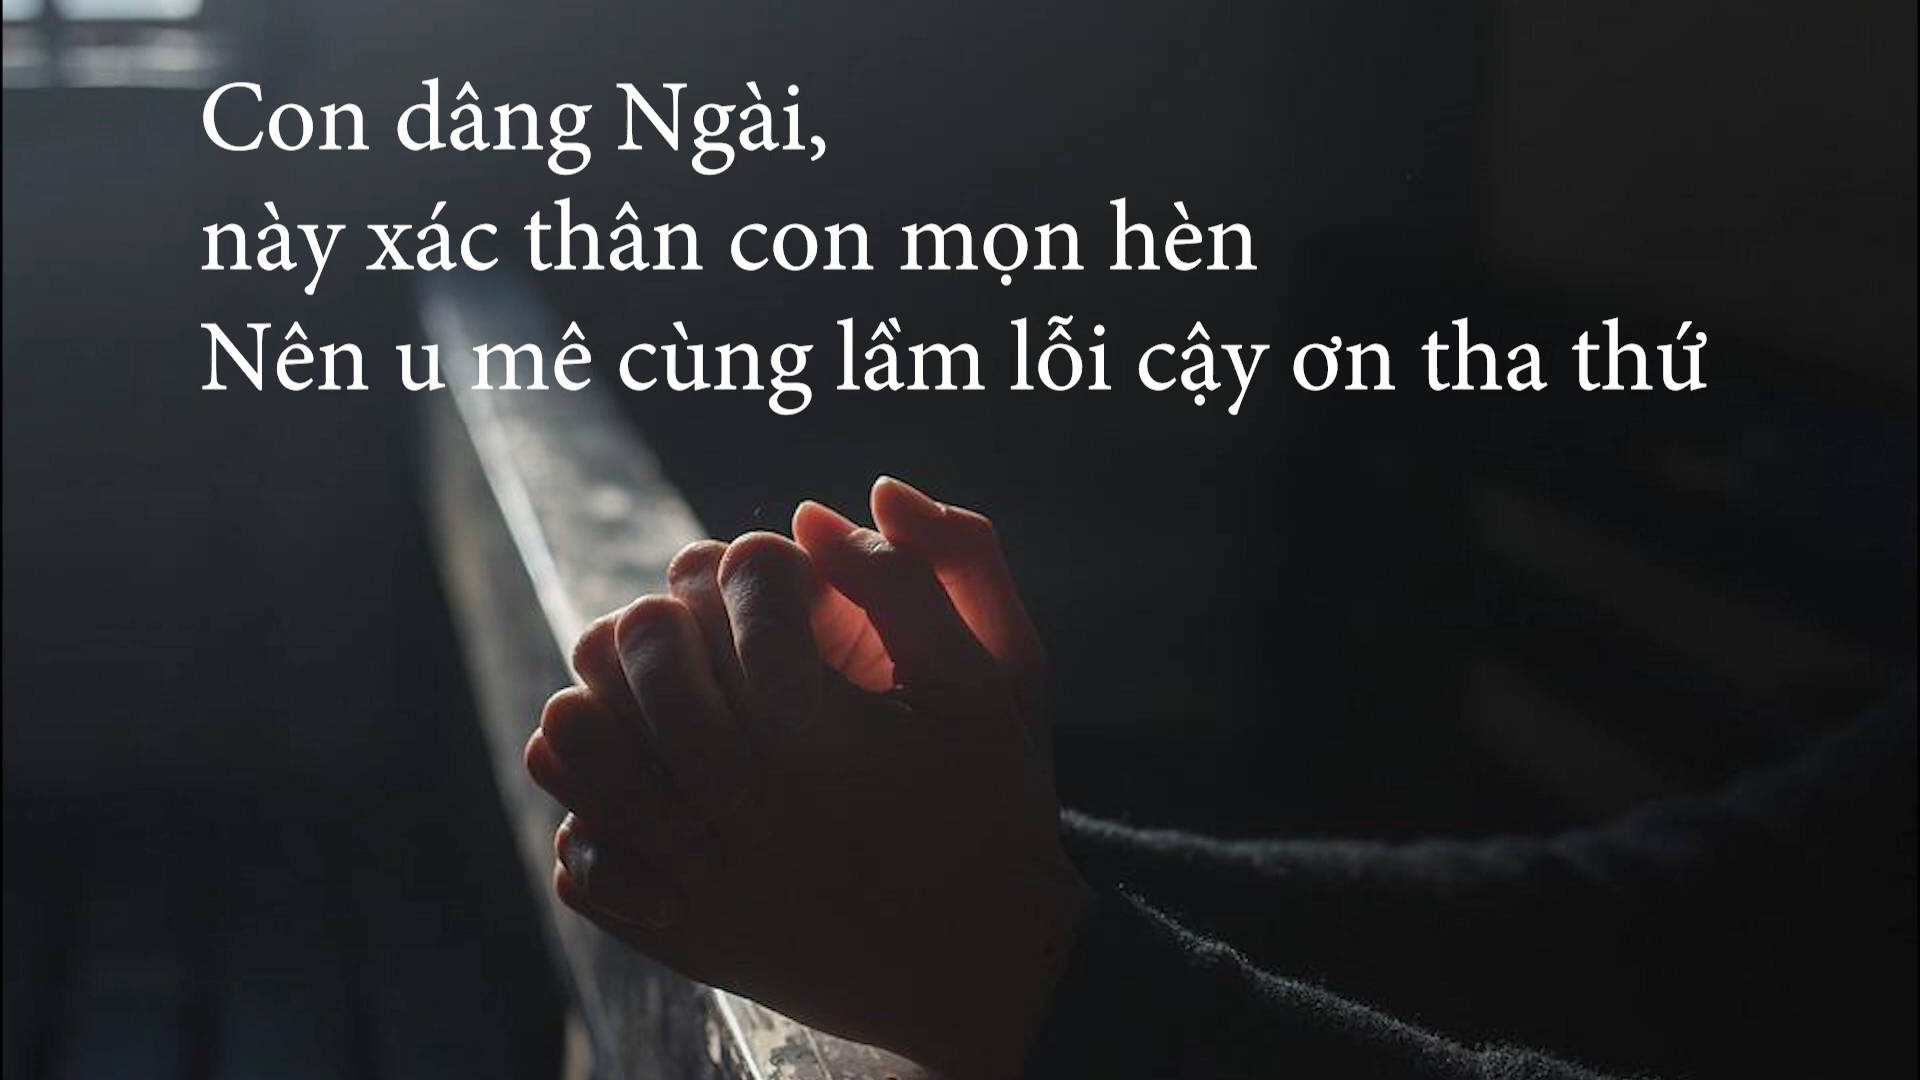 Con dâng Ngài,
này xác thân con mọn hèn
Nên u mê cùng lầm lỗi cậy ơn tha thứ